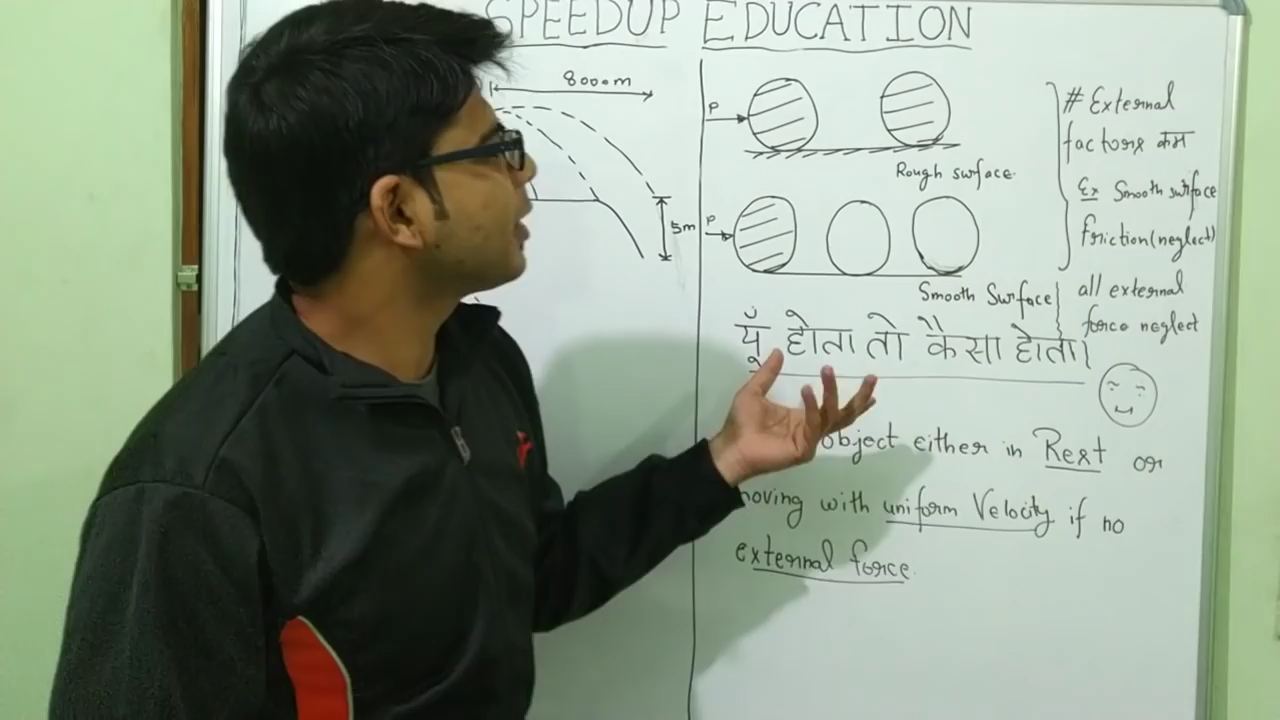 SPEEDUP EDUCATION
8000m
5m
P
Rough surface
P
Smooth Surface
# External
factors कम
Ex Smooth surface
friction (neglect)
all external
force neglect
यूँ होता तो कैसा होता।
object either in Rest or
moving with uniform Velocity if no
external force.